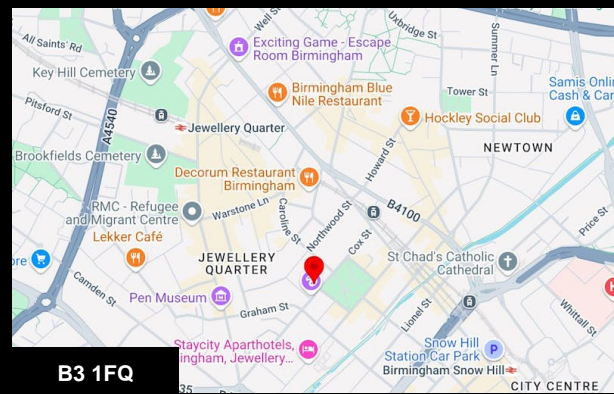 Well St
Uxbridge St
Summer Ln
All Saints' Rd
Exciting Game - Escape
Room Birmingham
Key Hill Cemetery
Birmingham Blue
Nile Restaurant
Tower St
Samis Onli
Cash & Car
Pitsford St
A4540
Jewellery Quarter
Hockley Social Club
NEWTOWN
Brookfields Cemetery
Howard St
Decorum Restaurant
Birmingham
B4100
RMC - Refugee
and Migrant Centre
Warstone Ln
Caroline St
Northwood St
Price St
Lekker Café
Cox St
St Chad's Catholic
Cathedral
ore
JEWELLERY
QUARTER
Camden St
Pen Museum
Graham St
Lionel St
Whittall St
H
Staycity Aparthotels,
ingham, Jewellery...
Snow Hill
Station Car Park
P
Birmingham Snow Hill
B3 1FQ
35
CITY CENTRE